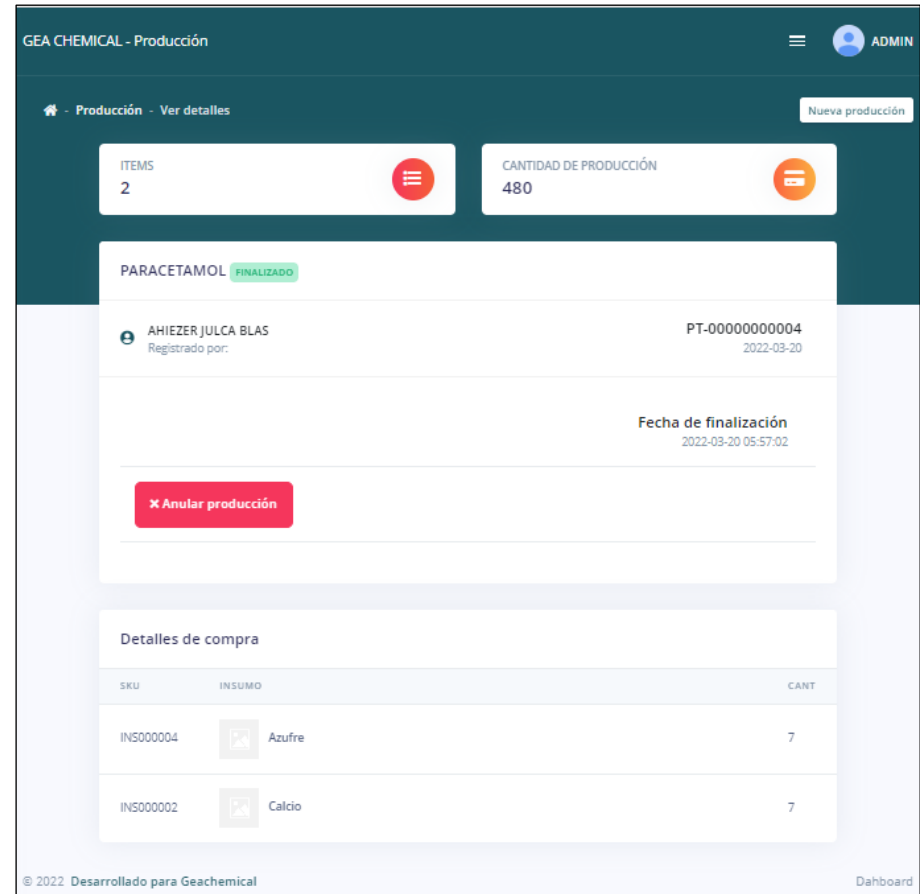 GEA CHEMICAL - Producción
ADMIN
- Producción - Ver detalles
Nueva producción
ITEMS
2
CANTIDAD DE PRODUCCIÓN
480
PARACETAMOL FINALIZADO
AHIEZER JULCA BLAS
Registrado por:
PT-00000000004
2022-03-20
Fecha de finalización
2022-03-20 05:57:02
× Anular producción
Detalles de compra
SKU INSUMO CANT
INS000004 Azufre 7
INS000002 Calcio 7
© 2022 Desarrollado para Geachemical
Dahboard